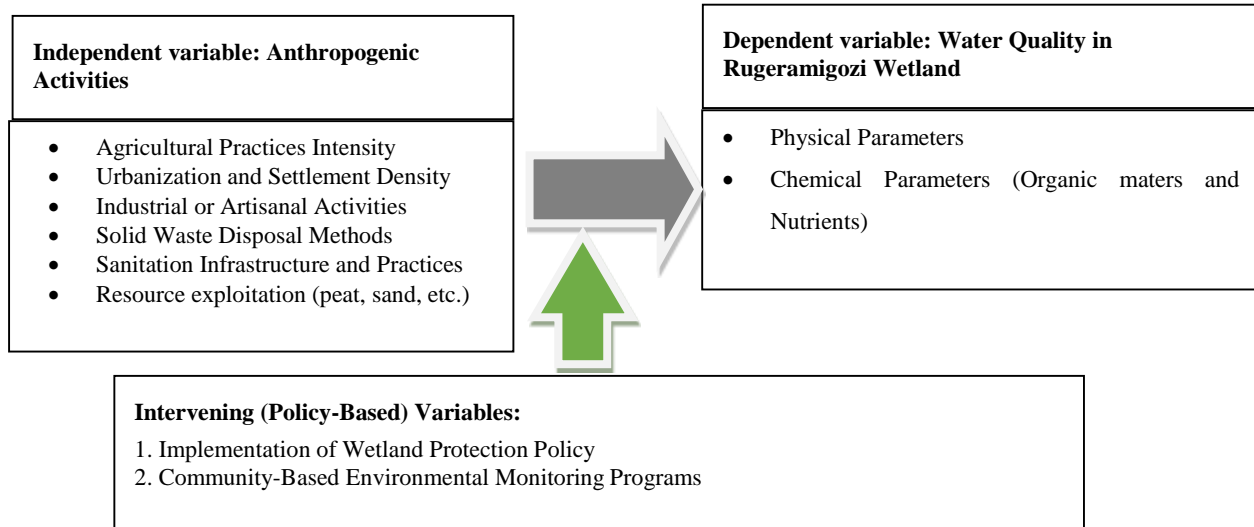 Independent variable: Anthropogenic
Activities
• Agricultural Practices Intensity
• Urbanization and Settlement Density
• Industrial or Artisanal Activities
• Solid Waste Disposal Methods
• Sanitation Infrastructure and Practices
• Resource exploitation (peat, sand, etc.)
Dependent variable: Water Quality in
Rugeramigozi Wetland
• Physical Parameters
• Chemical Parameters (Organic maters and
Nutrients)
Intervening (Policy-Based) Variables:
1. Implementation of Wetland Protection Policy
2. Community-Based Environmental Monitoring Programs